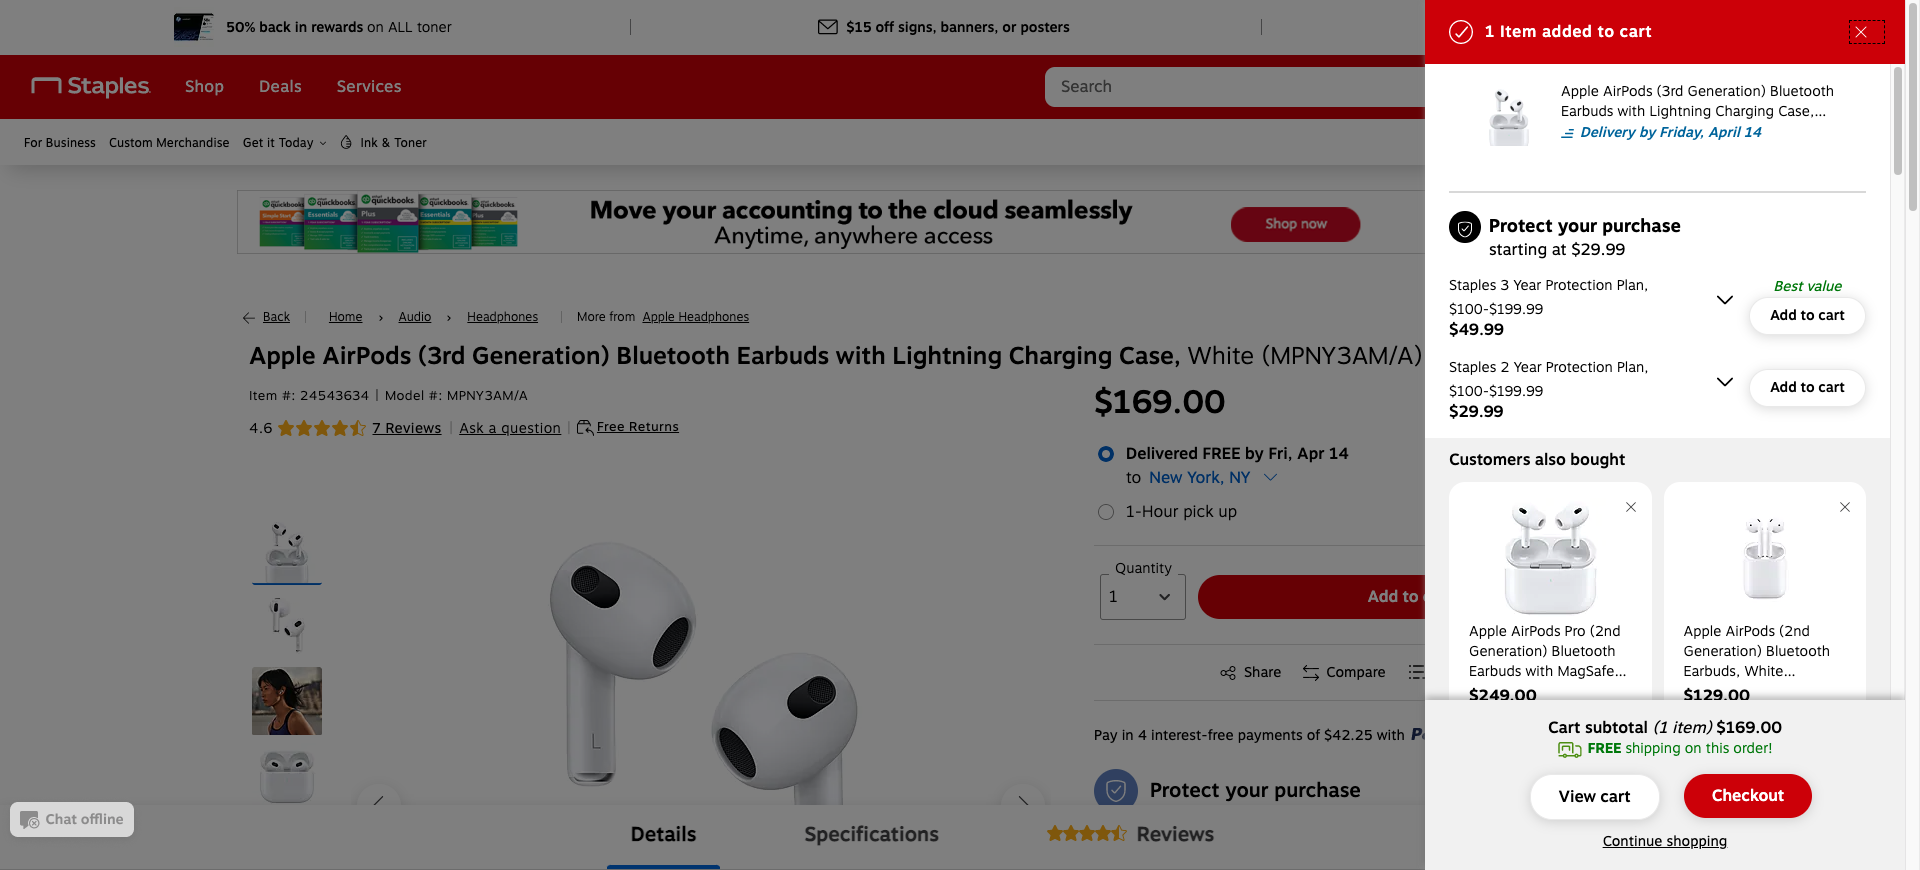 50% back in rewards on ALL toner
$15 off signs, banners, or posters
Staples
Shop
Deals
Services
Search
For Business
Custom Merchandise
Get it Today
Ink & Toner
quickbooks.
quickbooks.
quickbooks.
quickbooks.
quickbooks.
Simple Start
Essentials
Plus
Essentials
Plus
Move your accounting to the cloud seamlessly
Anytime, anywhere access
Shop now
Back
Home
Audio
Headphones
More from Apple Headphones
Apple AirPods (3rd Generation) Bluetooth Earbuds with Lightning Charging Case, White (MPNY3AM/A)
Item #: 24543634 | Model #: MPNY3AM/A
4.6
7 Reviews
Ask a question
Free Returns
$169.00
Delivered FREE by Fri, Apr 14
to New York, NY
1-Hour pick up
Quantity
1
Add to
Share
Compare
Pay in 4 interest-free payments of $42.25 with
Protect your purchase
L
Chat offline
Details
Specifications
Reviews
1 Item added to cart
Apple AirPods (3rd Generation) Bluetooth
Earbuds with Lightning Charging Case,...
Delivery by Friday, April 14
Protect your purchase
starting at $29.99
Staples 3 Year Protection Plan,
$100-$199.99
$49.99
Best value
Add to cart
Staples 2 Year Protection Plan,
$100-$199.99
$29.99
Add to cart
Customers also bought
Apple AirPods Pro (2nd
Generation) Bluetooth
Earbuds with MagSafe...
$249.00
Apple AirPods (2nd
Generation) Bluetooth
Earbuds, White...
$129.00
Cart subtotal (1 item) $169.00
FREE shipping on this order!
View cart
Checkout
Continue shopping